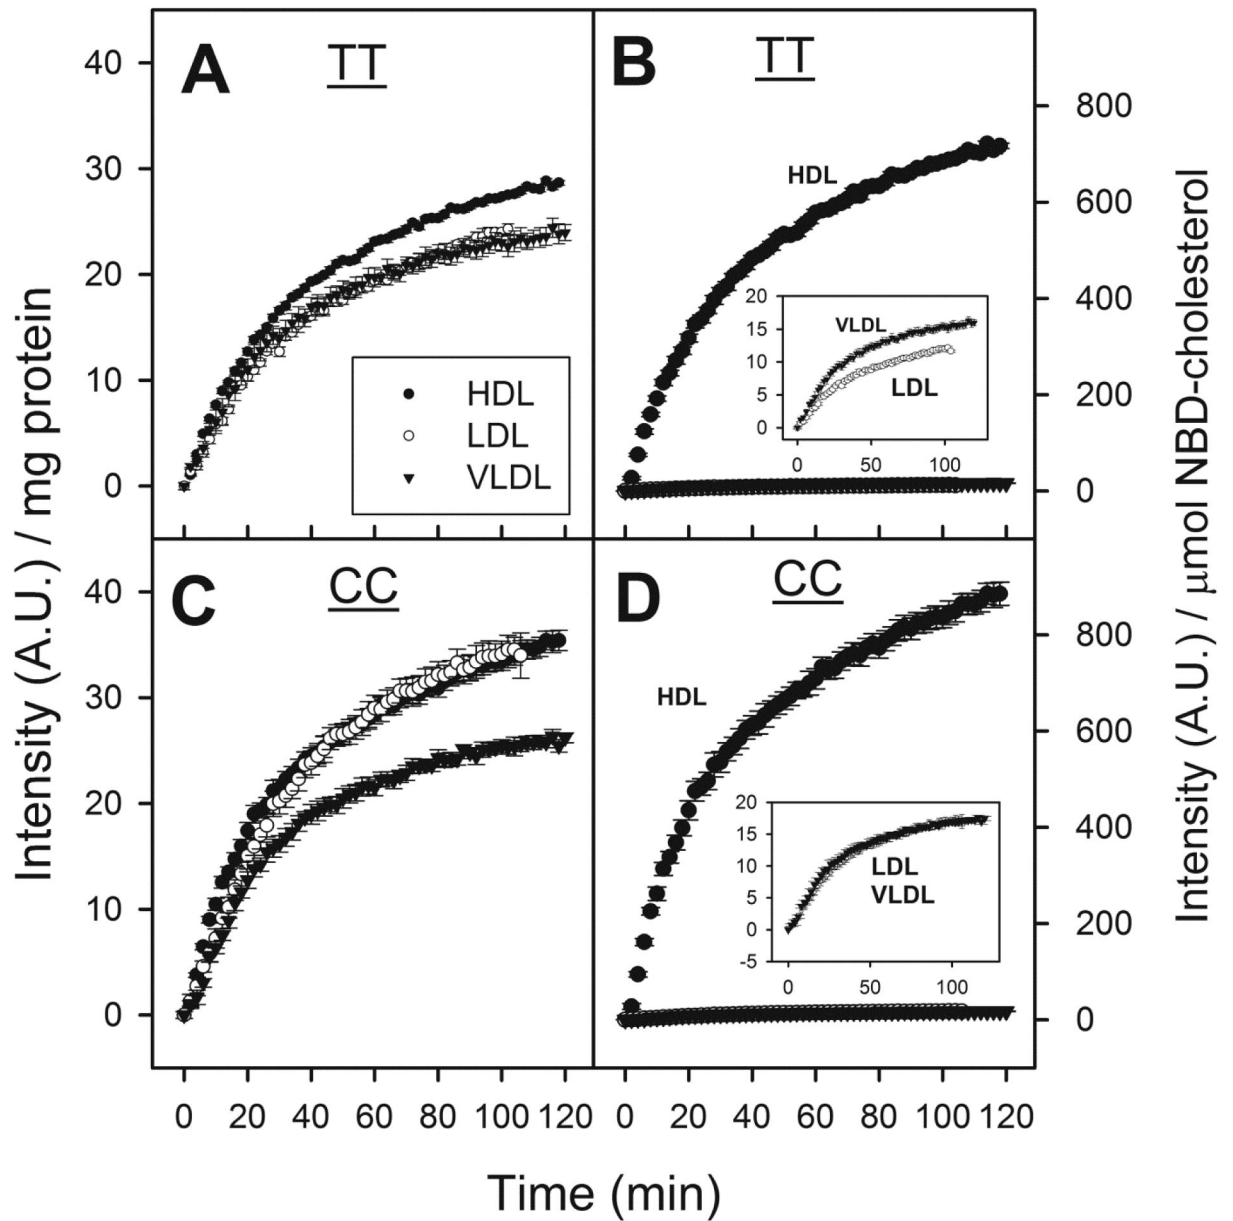 A
TT
B
TT
40
30
20
10
0
800
600
400
200
0
HDL
HDL
LDL
VLDL
20
15
10
5
0
VLDL
LDL
0 50 100
C
CC
D
CC
40
30
20
10
0
800
600
400
200
0
HDL
20
15
10
5
0
-5
LDL
VLDL
0 50 100
0 20 40 60 80 100 120
0 20 40 60 80 100 120
Time (min)
Intensity (A.U.) / mg protein
Intensity (A.U.) / μmol NBD-cholesterol